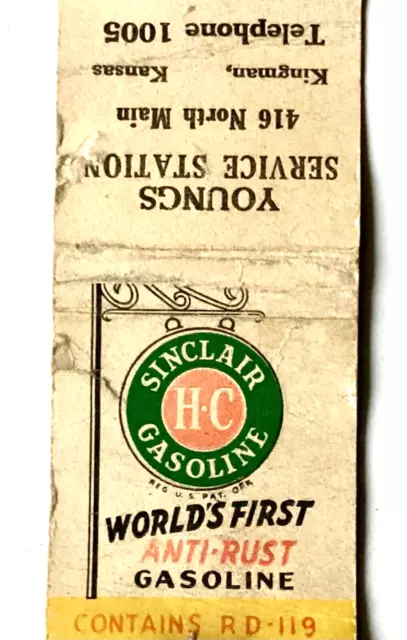 YOUNGS
SERVICE STATION
416 North Main
Kingman, Kansas
Telephone 1005
SINCLAIR
H-C
GASOLINE
REG. U.S. PAT. OFF.
WORLD'S FIRST
ANTI-RUST
GASOLINE
CONTAINS RD-119